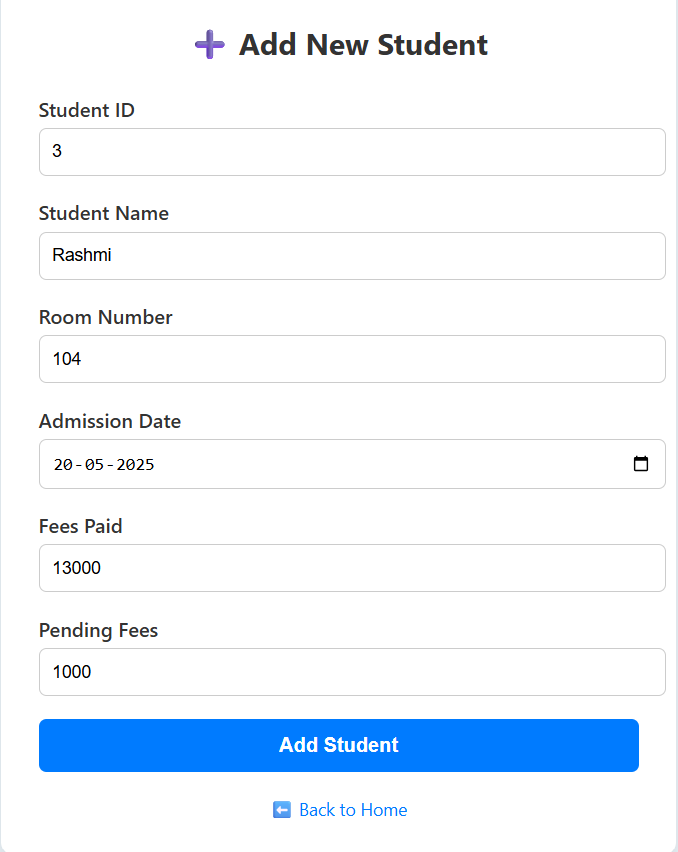 ➕ Add New Student
Student ID
3
Student Name
Rashmi
Room Number
104
Admission Date
20-05-2025
Fees Paid
13000
Pending Fees
1000
Add Student
⬅️ Back to Home